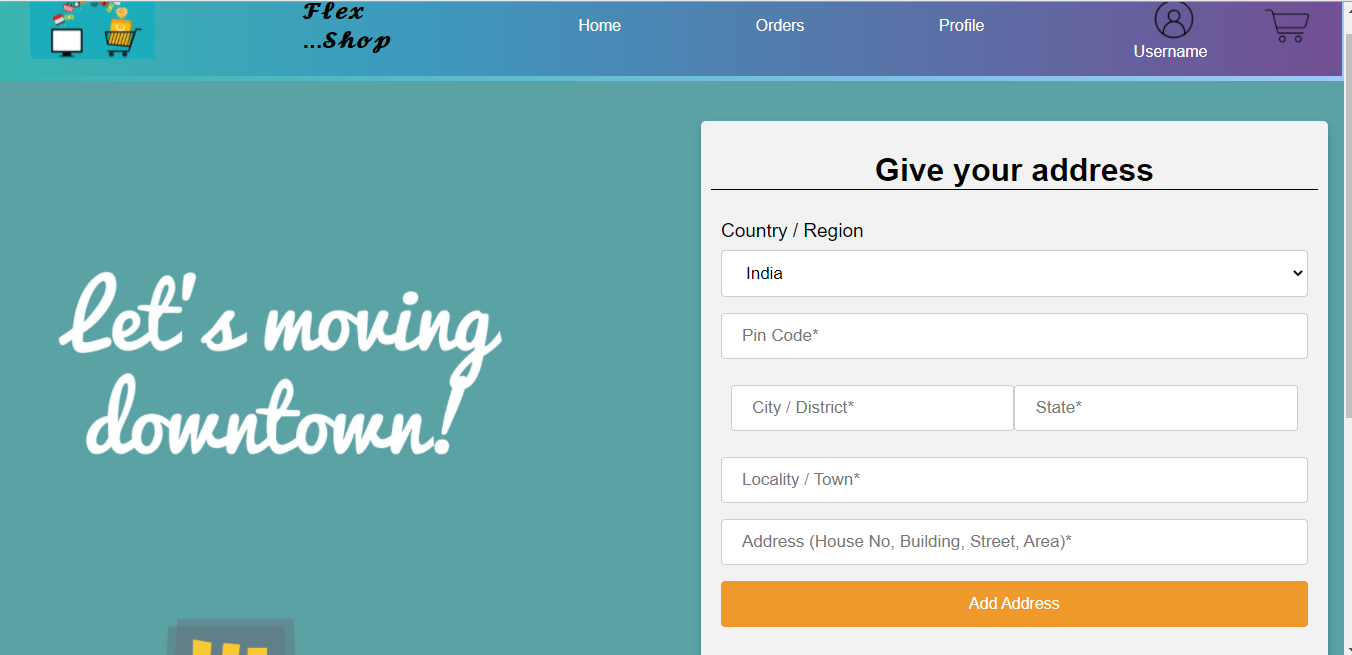 Flex
...Shop
Home
Orders
Profile
Username
Let's moving
downtown!
Give your address
Country / Region
India
Pin Code*
City / District*
State*
Locality / Town*
Address (House No, Building, Street, Area)*
Add Address